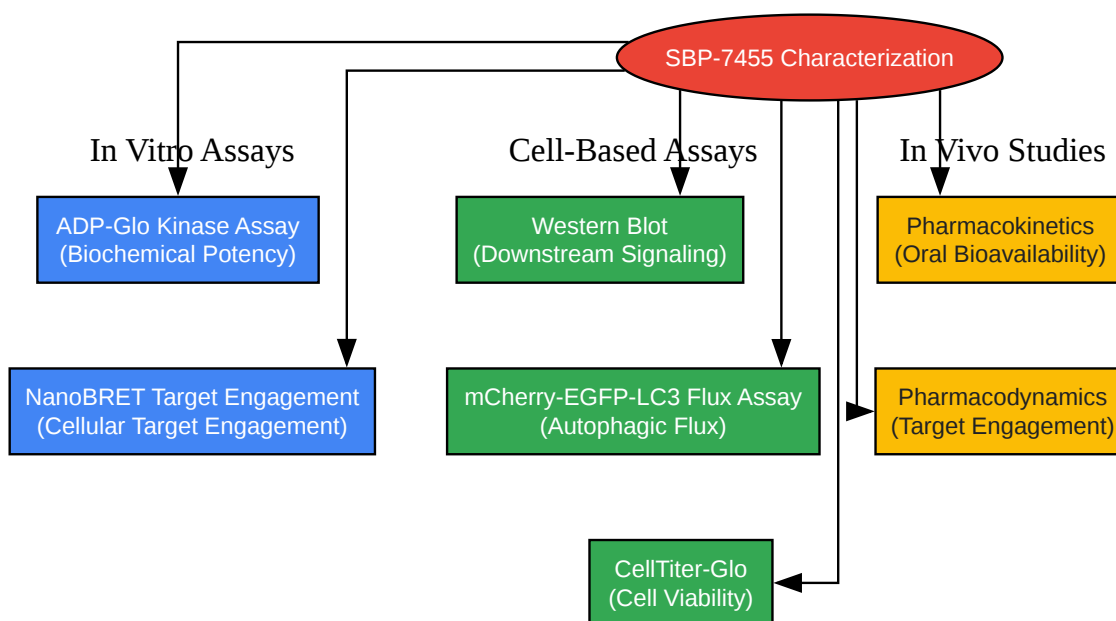 SBP-7455 Characterization
In Vitro Assays
Cell-Based Assays
In Vivo Studies
ADP-Glo Kinase Assay
(Biochemical Potency)
Western Blot
(Downstream Signaling)
Pharmacokinetics
(Oral Bioavailability)
NanoBRET Target Engagement
(Cellular Target Engagement)
mCherry-EGFP-LC3 Flux Assay
(Autophagic Flux)
Pharmacodynamics
(Target Engagement)
CellTiter-Glo
(Cell Viability)